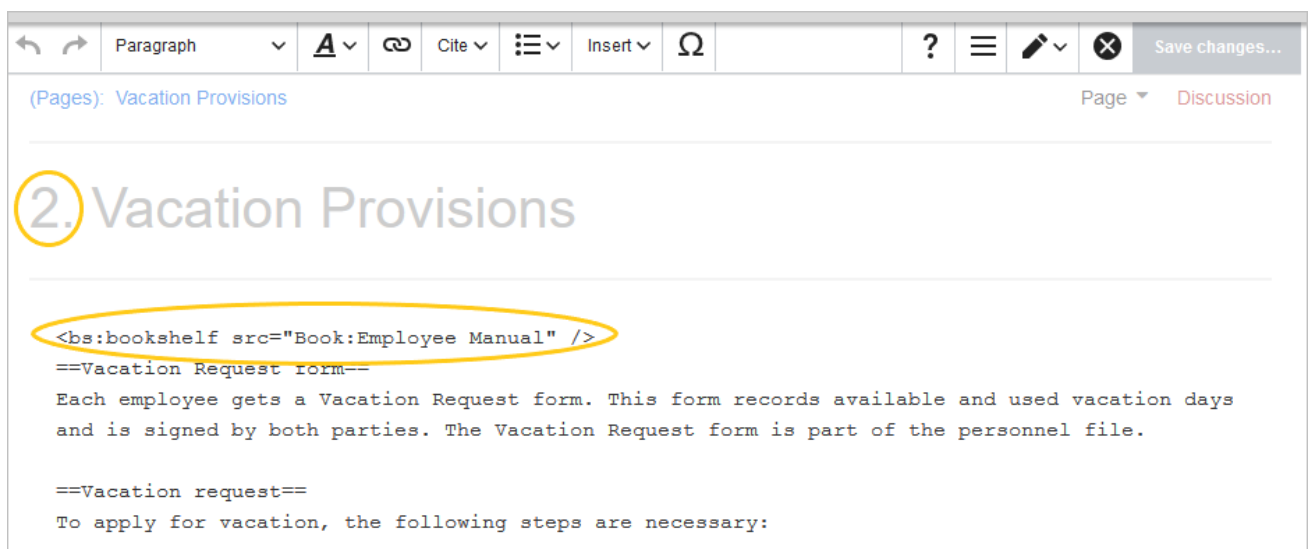 Paragraph A Cite Insert Ω ? Save changes...
(Pages): Vacation Provisions Page Discussion
2. Vacation Provisions
<bs:bookshelf src="Book:Employee Manual" />
==Vacation Request form==
Each employee gets a Vacation Request form. This form records available and used vacation days
and is signed by both parties. The Vacation Request form is part of the personnel file.
==Vacation request==
To apply for vacation, the following steps are necessary: